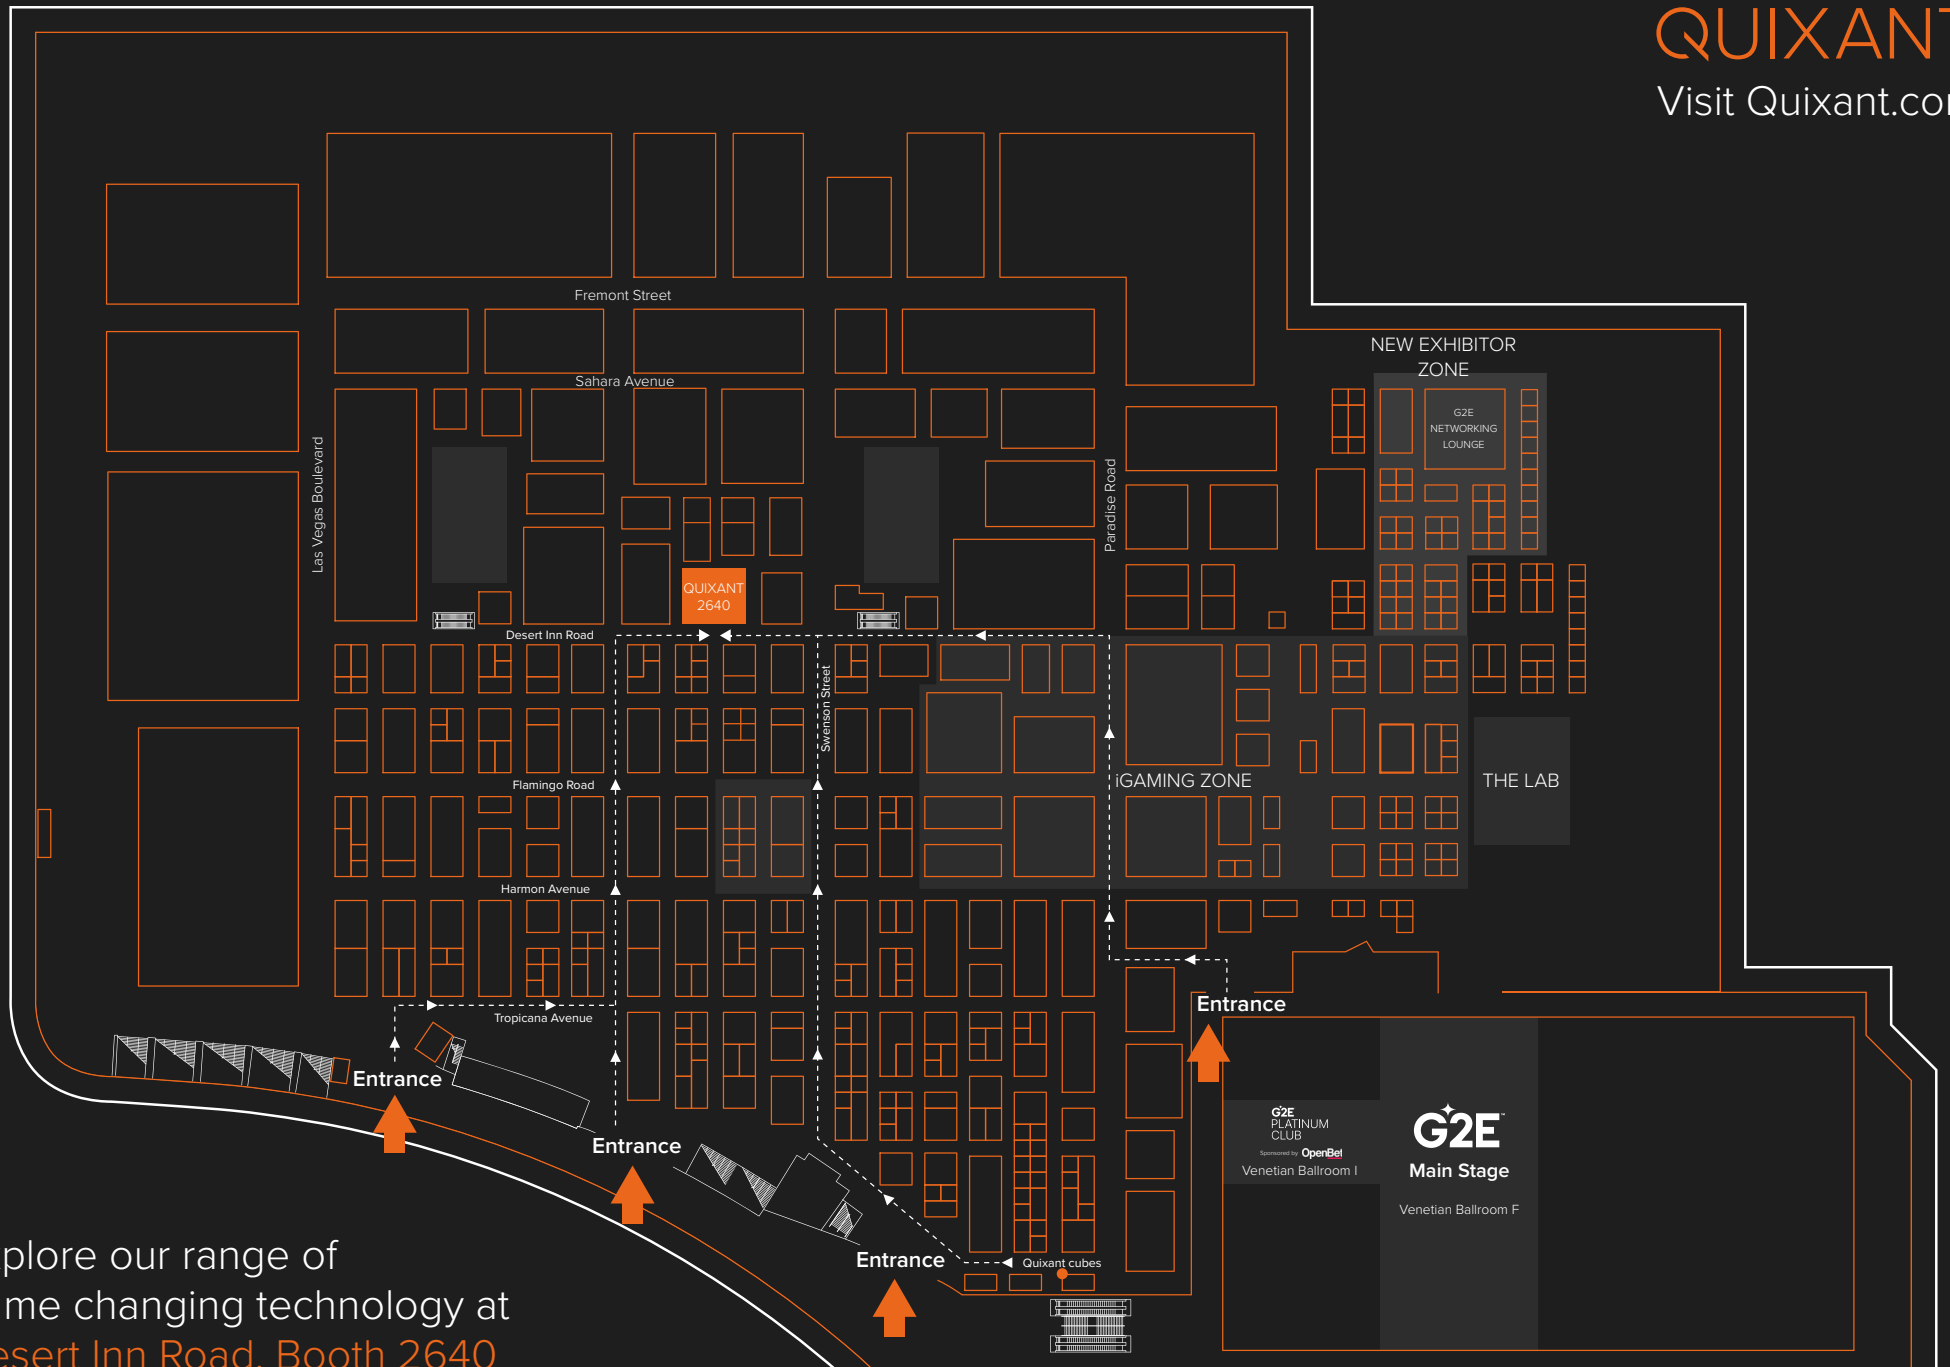 QUIXANT
Visit Quixant.com
Fremont Street
Sahara Avenue
NEW EXHIBITOR
ZONE
G2E
NETWORKING
LOUNGE
Las Vegas Boulevard
Paradise Road
QUIXANT
2640
Desert Inn Road
Swenson Street
Flamingo Road
iGAMING ZONE
THE LAB
Harmon Avenue
Tropicana Avenue
Entrance
Entrance
Entrance
Entrance
G2E
PLATINUM
CLUB
Sponsored by OpenBet
Venetian Ballroom I
G2E
Main Stage
Venetian Ballroom F
Quixant cubes
plore our range of
me changing technology at
esert Inn Road, Booth 2640